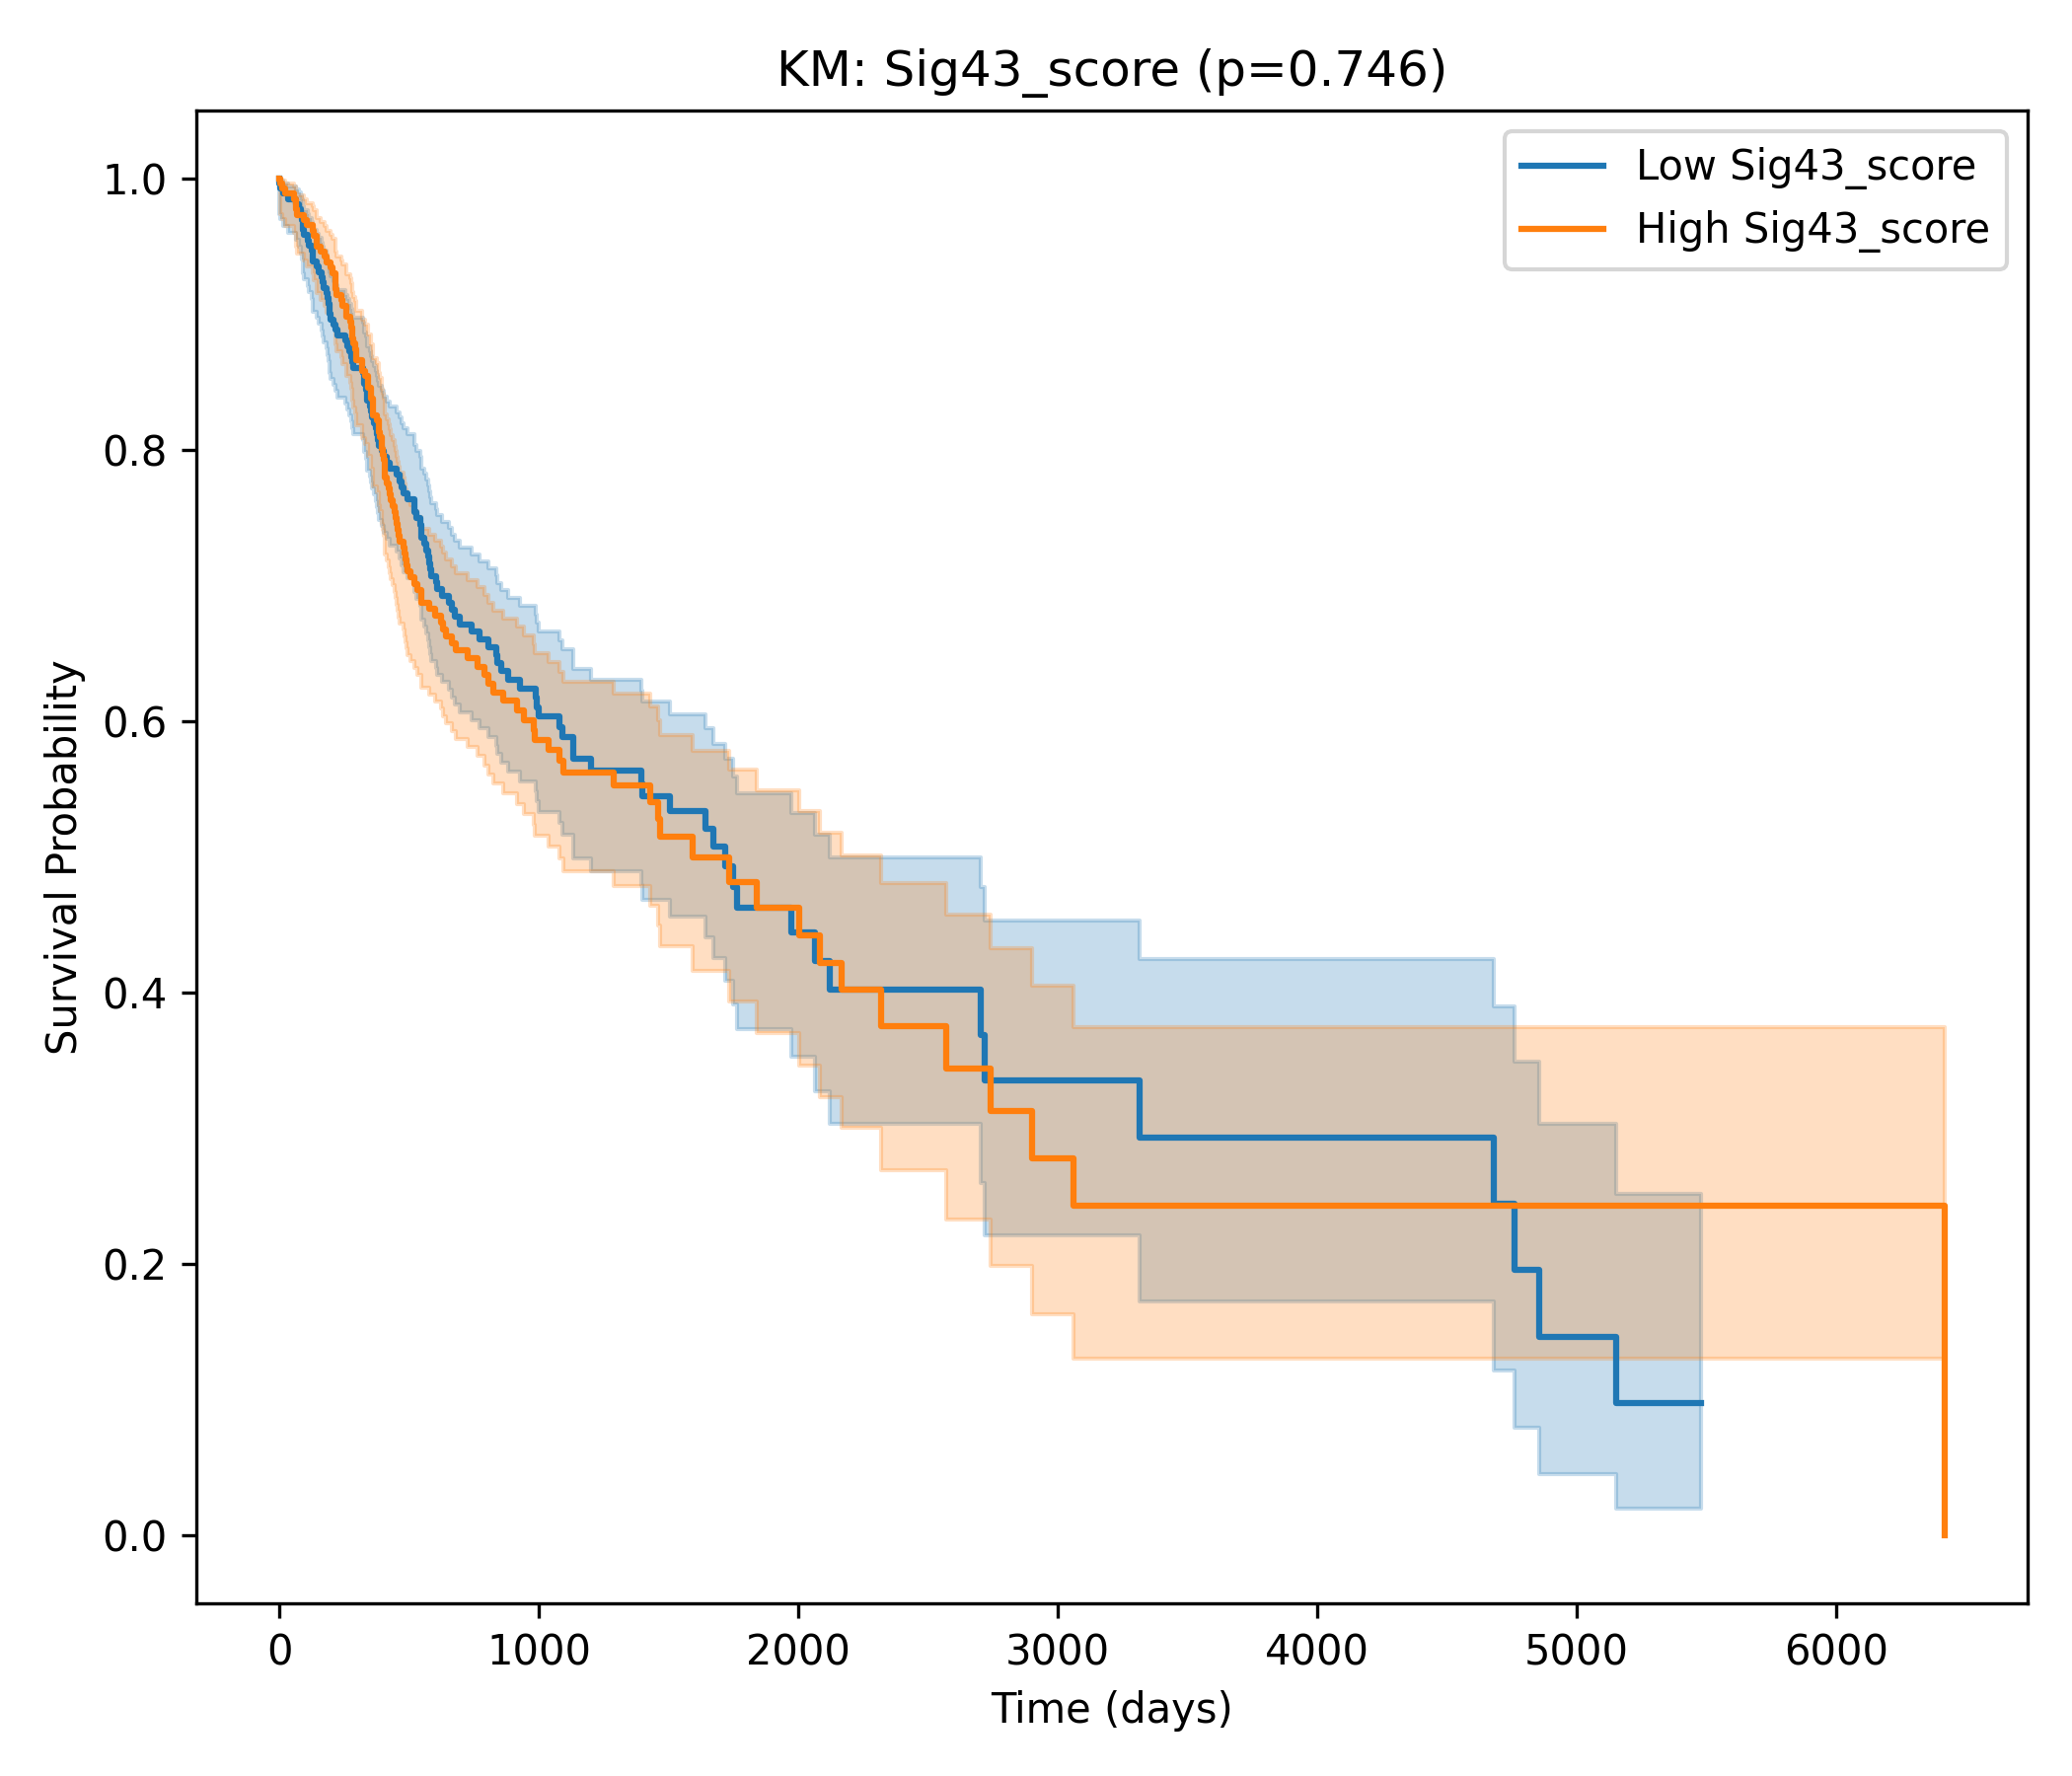 KM: Sig43_score (p=0.746)
Low Sig43_score
High Sig43_score
Survival Probability
1.0
0.8
0.6
0.4
0.2
0.0
0 1000 2000 3000 4000 5000 6000
Time (days)